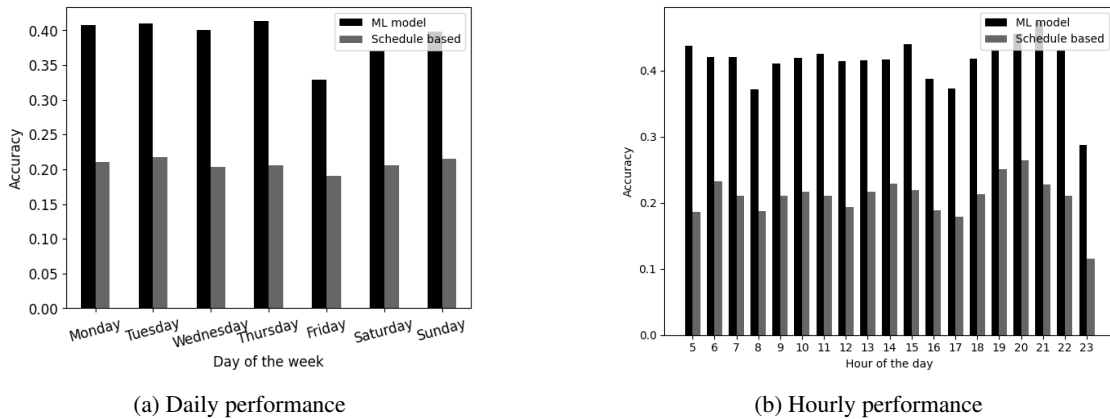 ML model
Schedule based
0.40
0.35
0.30
0.25
0.20
0.15
0.10
0.05
0.00
Accuracy
Monday Tuesday Wednesday Thursday Friday Saturday Sunday
Day of the week
(a) Daily performance
ML model
Schedule based
0.4
0.3
0.2
0.1
0.0
Accuracy
5 6 7 8 9 10 11 12 13 14 15 16 17 18 19 20 21 22 23
Hour of the day
(b) Hourly performance